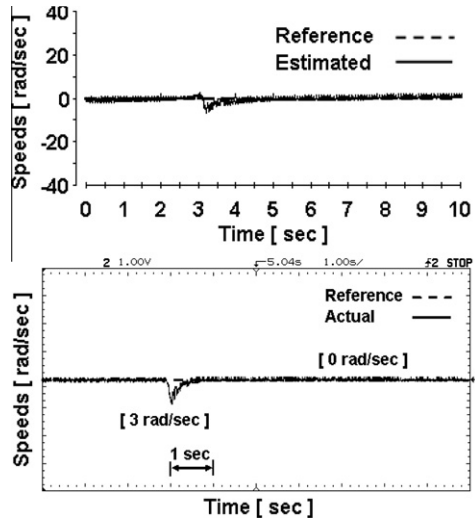 40
20
0
-20
-40
Speeds [ rad/sec]
Reference
Estimated
0 1 2 3 4 5 6 7 8 9 10
Time [ sec ]
2 1.00V -5.04s 1.00s/ f2 STOP
Speeds [ rad/sec ]
Reference
Actual
[ 0 rad/sec]
[ 3 rad/sec]
1 sec
Time [ sec ]